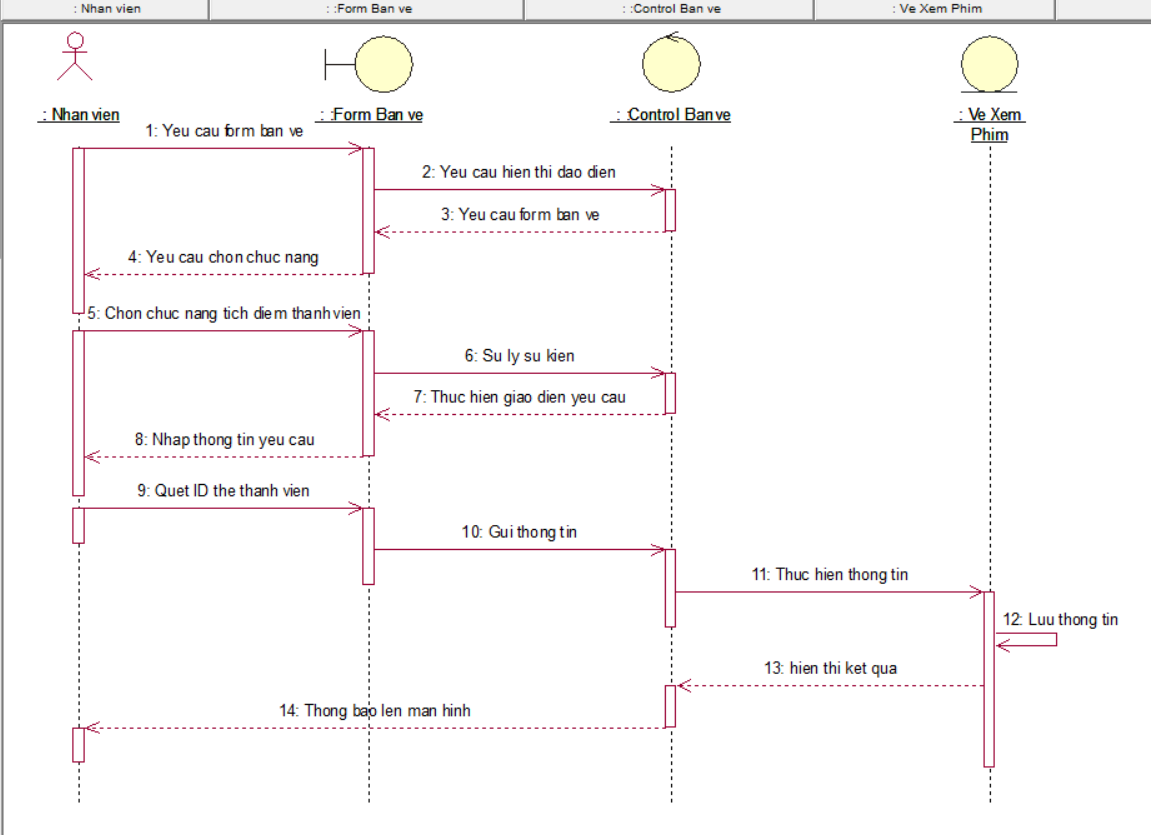 : Nhan vien
: :Form Ban ve
: :Control Ban ve
: Ve Xem Phim
: Nhan vien
: :Form Ban ve
: :Control Banve
: Ve Xem
Phim
1: Yeu cau form ban ve
2: Yeu cau hien thi dao dien
3: Yeu cau form ban ve
4: Yeu cau chon chuc nang
5: Chon chuc nang tich diem thanh vien
6: Su ly su kien
7: Thuc hien giao dien yeu cau
8: Nhap thong tin yeu cau
9: Quet ID the thanh vien
10: Gui thong tin
11: Thuc hien thong tin
12: Luu thong tin
13: hien thi ket qua
14: Thong bao len man hinh